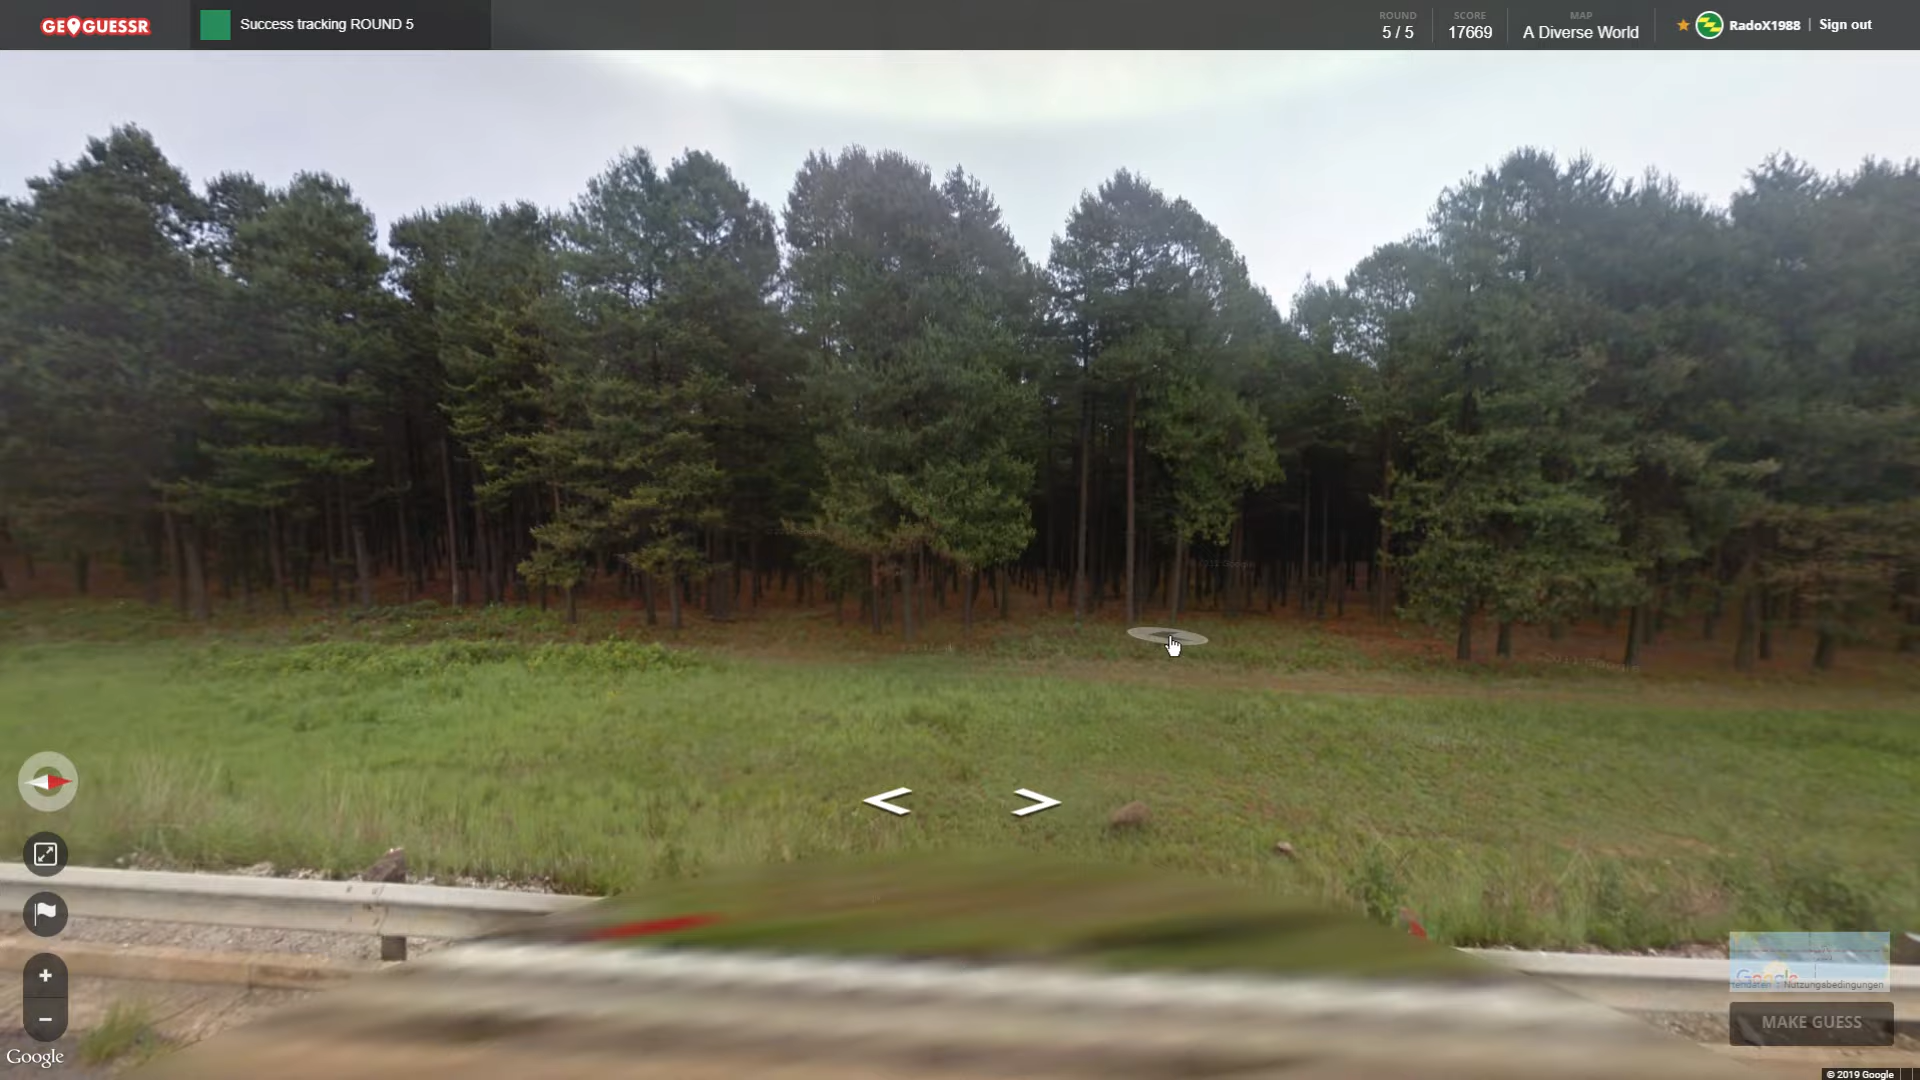 GEOGUESSR
Success tracking ROUND 5
ROUND
5 / 5
SCORE
17669
MAP
A Diverse World
RadoX1988
Sign out
Google
Nutzungsbedingungen
MAKE GUESS
Google
© 2019 Google